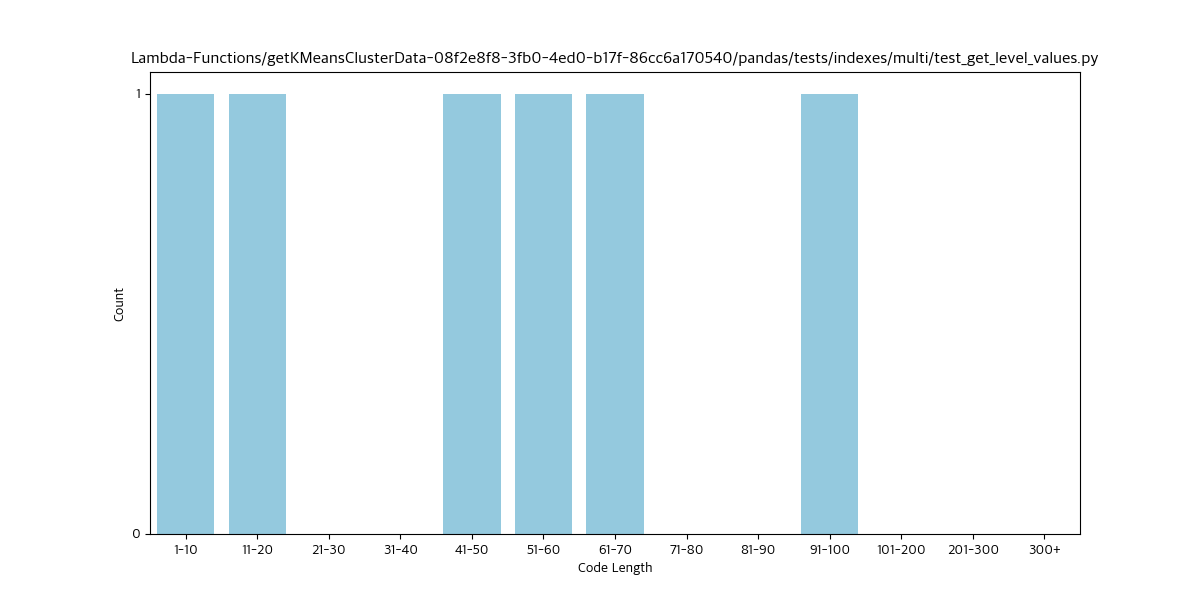 Lambda-Functions/getKMeansClusterData-08f2e8f8-3fb0-4ed0-b17f-86cc6a170540/pandas/tests/indexes/multi/test_get_level_values.py
1
Count
0
1-10 11-20 21-30 31-40 41-50 51-60 61-70 71-80 81-90 91-100 101-200 201-300 300+
Code Length